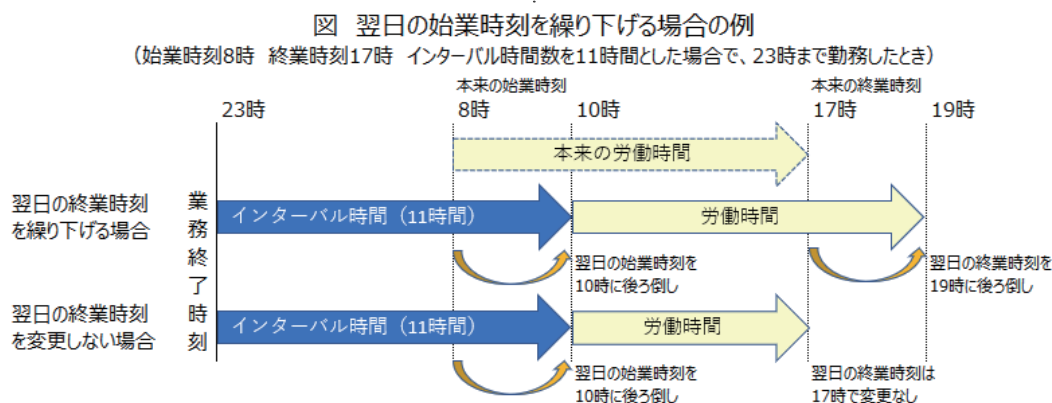 図 翌日の始業時刻を繰り下げる場合の例
(始業時刻8時 終業時刻17時 インターバル時間数を11時間とした場合で、23時まで勤務したとき)
本来の始業時刻
本来の終業時刻
23時
8時
10時
17時
19時
本来の労働時間
翌日の終業時刻
を繰り下げる場合
業務終了時刻
インターバル時間(11時間)
労働時間
翌日の始業時刻を
10時に後ろ倒し
翌日の終業時刻を
19時に後ろ倒し
翌日の終業時刻
を変更しない場合
インターバル時間(11時間)
労働時間
翌日の始業時刻を
10時に後ろ倒し
翌日の終業時刻は
17時で変更なし